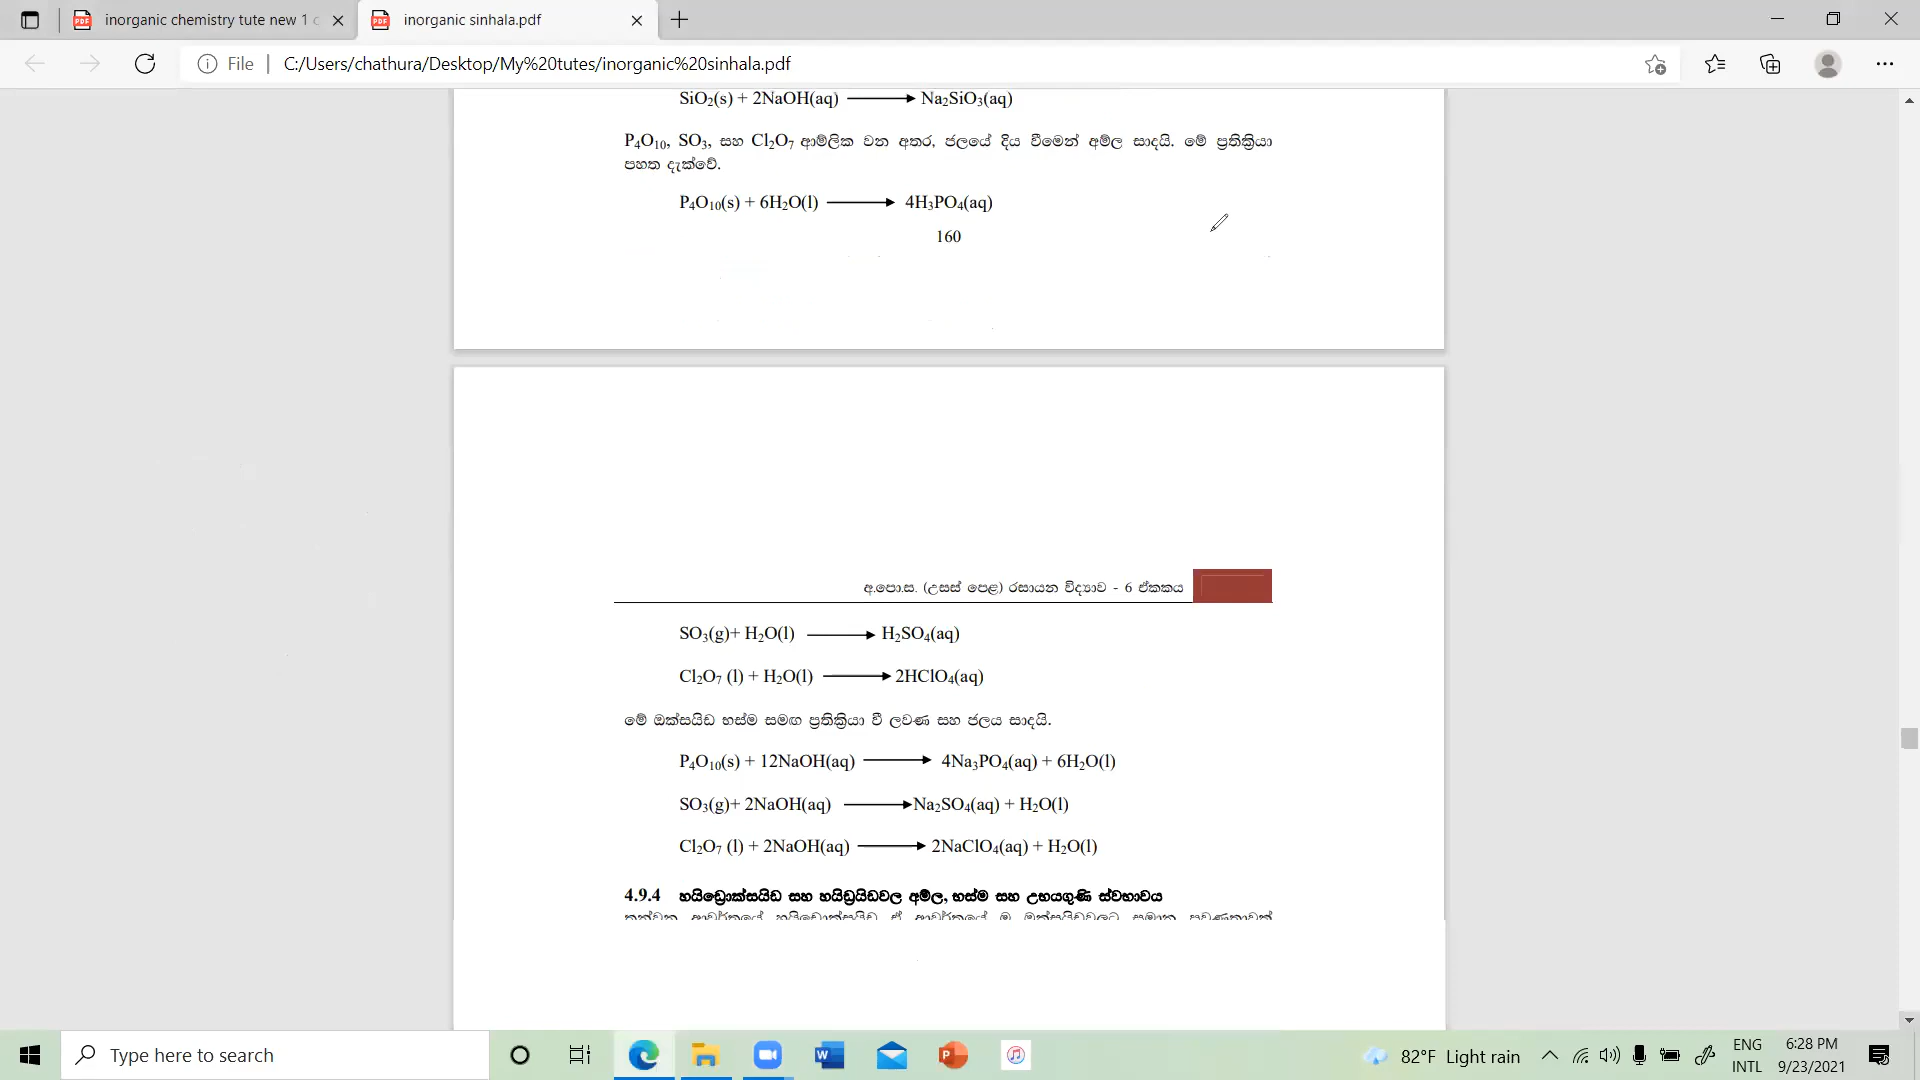 inorganic chemistry tute new 1 c
inorganic sinhala.pdf
File
C:/Users/chathura/Desktop/My%20tutes/inorganic%20sinhala.pdf
SiO₂(s) + 2NaOH(aq) ⟶ Na₂SiO₃(aq)
P₄O₁₀, SO₃, සහ Cl₂O₇ ආම්ලික වන අතර, ජලයේ දිය වීමෙන් අම්ල සාදයි. මේ ප්‍රතික්‍රියා
පහත දැක්වේ.
P₄O₁₀(s) + 6H₂O(l) ⟶ 4H₃PO₄(aq)
160
අ.පො.ස. (උසස් පෙළ) රසායන විද්‍යාව - 6 ඒකකය
SO₃(g)+ H₂O(l) ⟶ H₂SO₄(aq)
Cl₂O₇ (l) + H₂O(l) ⟶ 2HClO₄(aq)
මේ ඔක්සයිඩ භස්ම සමඟ ප්‍රතික්‍රියා වී ලවණ සහ ජලය සාදයි.
P₄O₁₀(s) + 12NaOH(aq) ⟶ 4Na₃PO₄(aq) + 6H₂O(l)
SO₃(g)+ 2NaOH(aq) ⟶ Na₂SO₄(aq) + H₂O(l)
Cl₂O₇ (l) + 2NaOH(aq) ⟶ 2NaClO₄(aq) + H₂O(l)
4.9.4 හයිඩ්‍රොක්සයිඩ සහ හයිඩ්‍රයිඩවල අම්ල, භස්ම සහ උභයගුණි ස්වභාවය
Type here to search
82°F Light rain
ENG
INTL
6:28 PM
9/23/2021